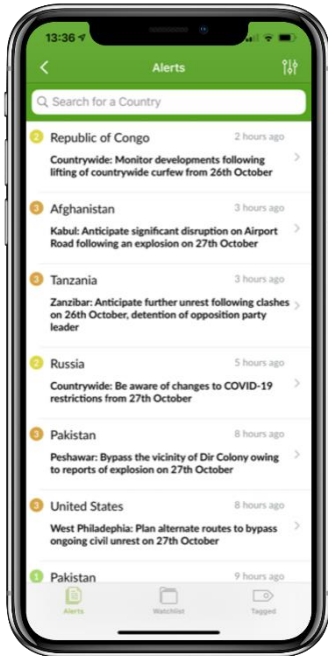 13:36
Alerts
Search for a Country
2 Republic of Congo 2 hours ago
Countrywide: Monitor developments following
lifting of countrywide curfew from 26th October
3 Afghanistan 3 hours ago
Kabul: Anticipate significant disruption on Airport
Road following an explosion on 27th October
3 Tanzania 3 hours ago
Zanzibar: Anticipate further unrest following clashes
on 26th October, detention of opposition party
leader
2 Russia 5 hours ago
Countrywide: Be aware of changes to COVID-19
restrictions from 27th October
3 Pakistan 8 hours ago
Peshawar: Bypass the vicinity of Dir Colony owing
to reports of explosion on 27th October
3 United States 8 hours ago
West Philadephia: Plan alternate routes to bypass
ongoing civil unrest on 27th October
1 Pakistan 9 hours ago
Alerts Watchlist Tagged